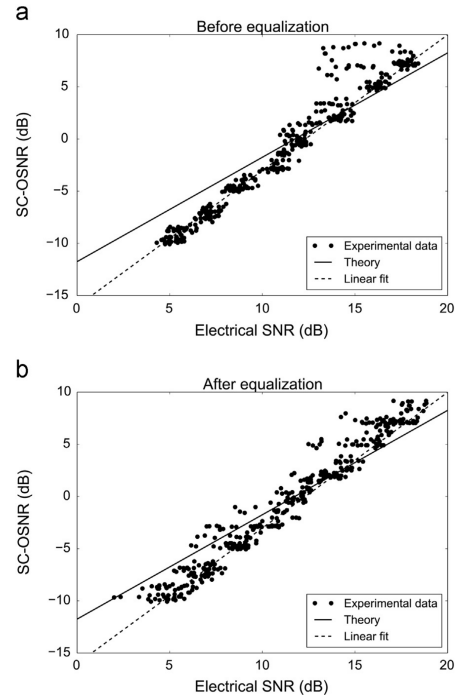 a
Before equalization
10
5
0
−5
−10
−15
SC-OSNR (dB)
Experimental data
Theory
Linear fit
0 5 10 15 20
Electrical SNR (dB)
b
After equalization
10
5
0
−5
−10
−15
SC-OSNR (dB)
Experimental data
Theory
Linear fit
0 5 10 15 20
Electrical SNR (dB)